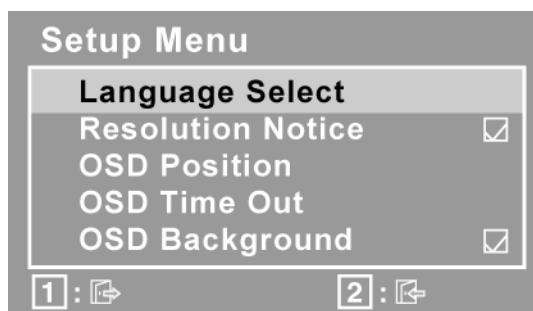 Setup Menu
Language Select
Resolution Notice
OSD Position
OSD Time Out
OSD Background
1 : 2 :